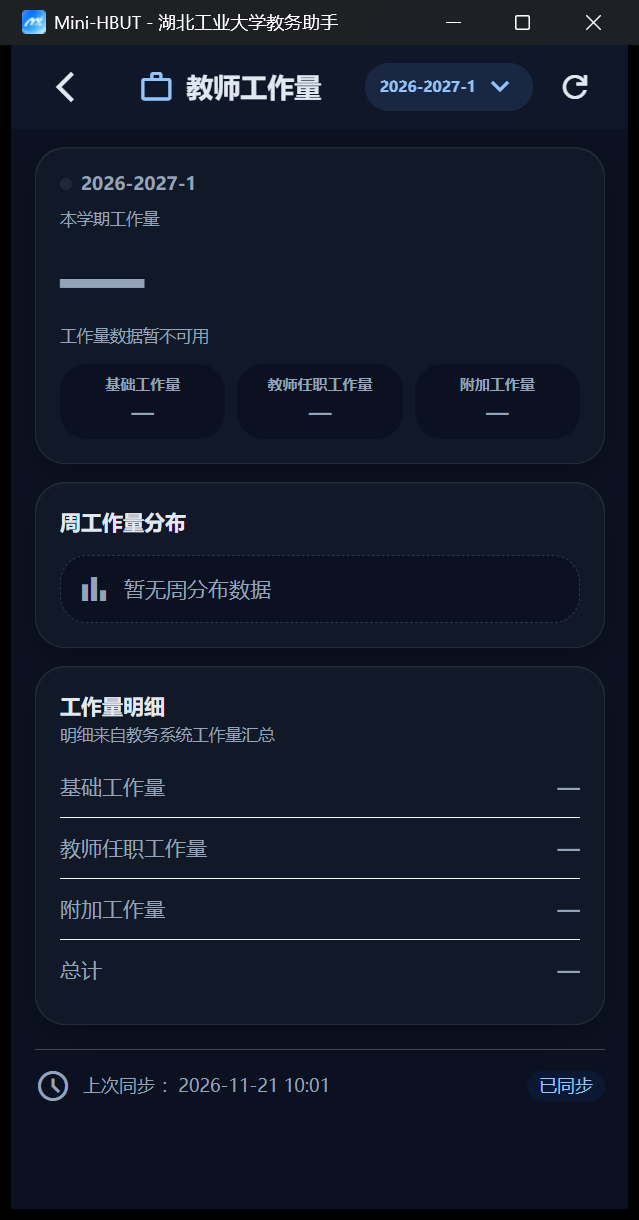 Mini-HBUT - 湖北工业大学教务助手
教师工作量
2026-2027-1
2026-2027-1
本学期工作量
——
工作量数据暂不可用
基础工作量
—
教师任职工作量
—
附加工作量
—
周工作量分布
暂无周分布数据
工作量明细
明细来自教务系统工作量汇总
基础工作量 —
教师任职工作量 —
附加工作量 —
总计 —
上次同步： 2026-11-21 10:01
已同步